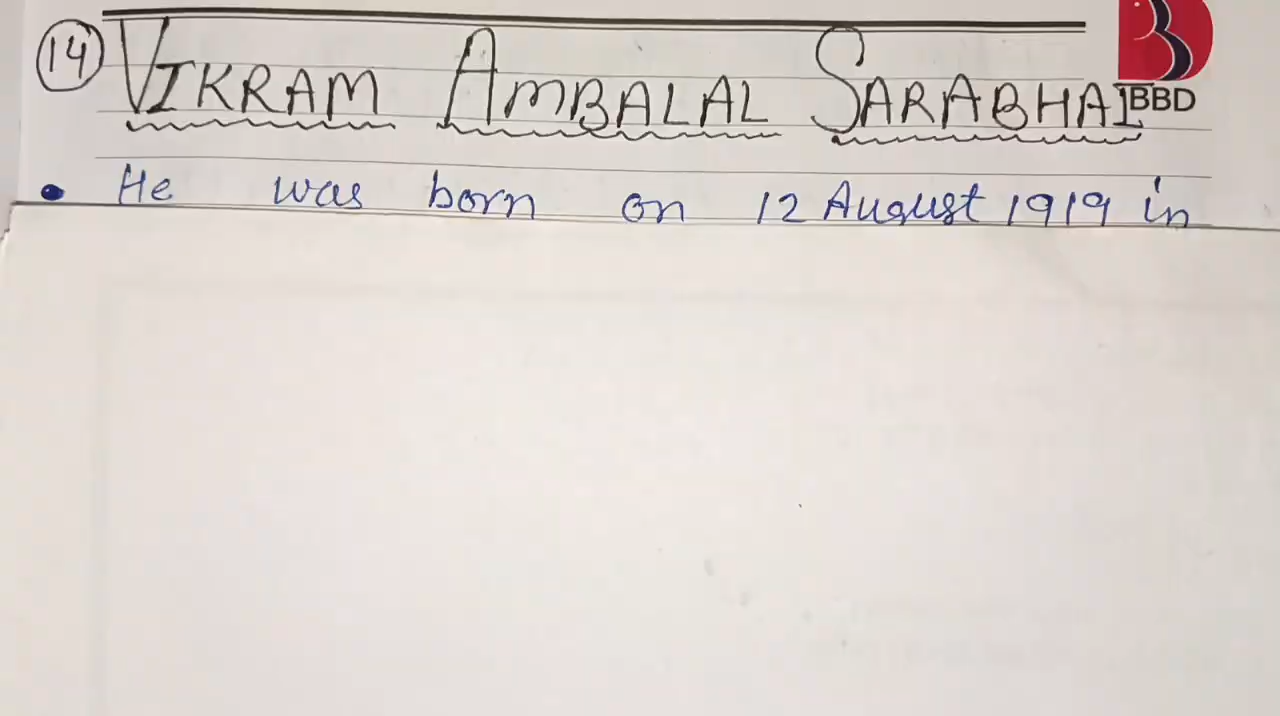 14 VIKRAM AMBALAL SARABHAI
BBD
• He was born on 12 August 1919 in